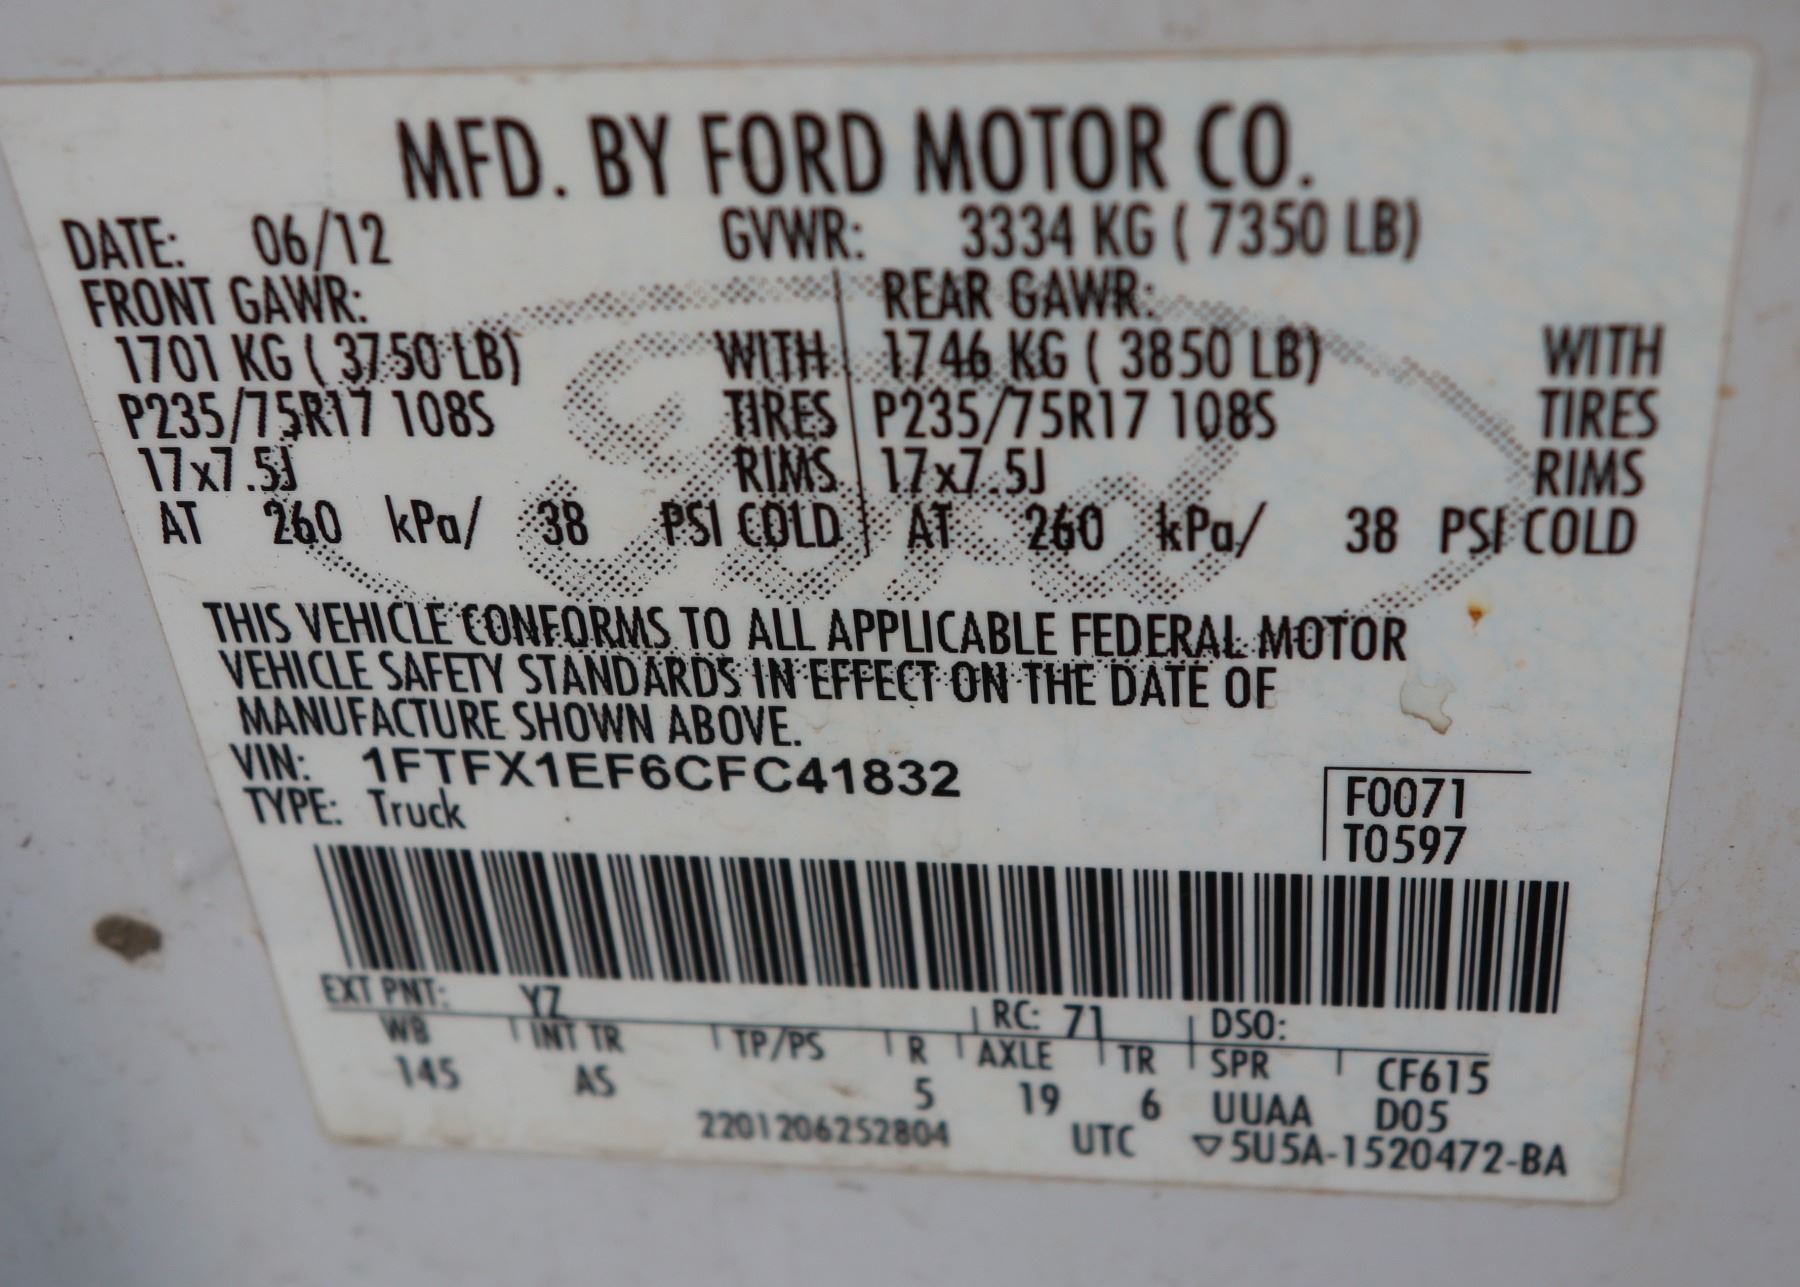 MFD. BY FORD MOTOR CO.
DATE: 06/12 GVWR: 3334 KG ( 7350 LB)
FRONT GAWR: REAR GAWR:
1701 KG ( 3750 LB) WITH 1746 KG ( 3850 LB) WITH
P235/75R17 108S TIRES P235/75R17 108S TIRES
17x7.5J RIMS 17x7.5J RIMS
AT 260 kPa/ 38 PSI COLD AT 260 kPa/ 38 PSI COLD
Ford
THIS VEHICLE CONFORMS TO ALL APPLICABLE FEDERAL MOTOR
VEHICLE SAFETY STANDARDS IN EFFECT ON THE DATE OF
MANUFACTURE SHOWN ABOVE.
VIN: 1FTFX1EF6CFC41832
TYPE: Truck
F0071
T0597
EXT PNT: YZ RC: 71 DSO:
WB INT TR TP/PS R AXLE TR SPR CF615
145 AS 5 19 6 UUAA D05
2201206252804 UTC ▽5U5A-1520472-BA